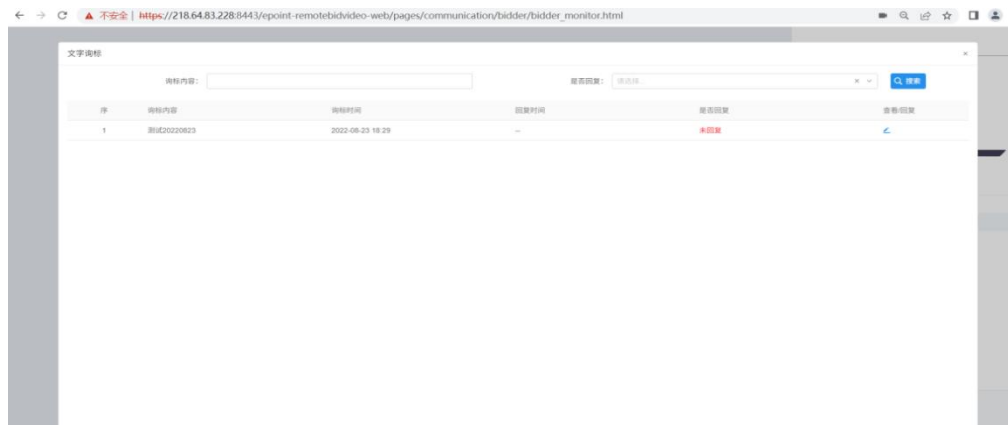 不安全 | https://218.64.83.228:8443/epoint-remotebidvideo-web/pages/communication/bidder/bidder_monitor.html
文字询标 ×
询标内容: 是否回复: 请选择... × 搜索
序 询标内容 询标时间 回复时间 是否回复 查看/回复
1 测试20220823 2022-08-23 18:29 -- 未回复